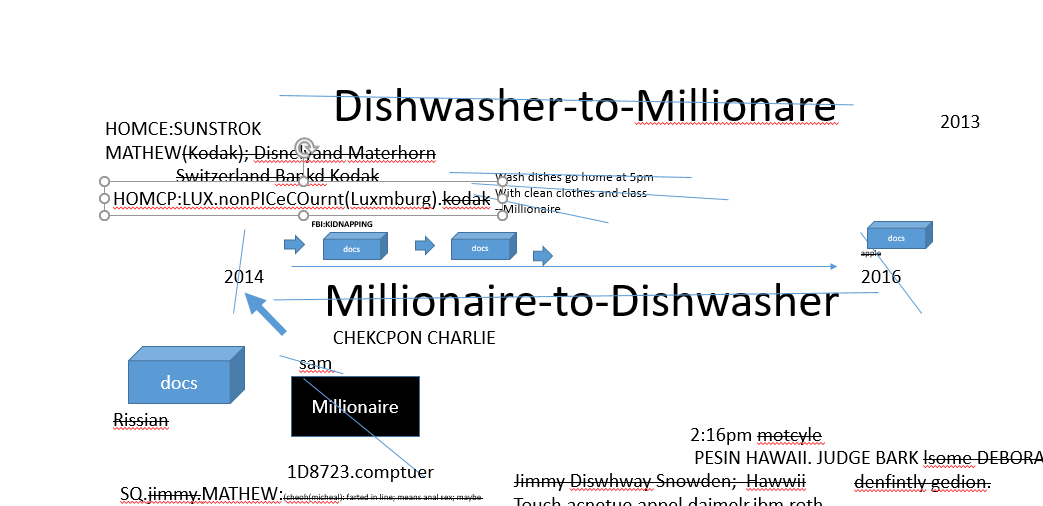 Dishwasher-to-Millionare
2013
HOMCE:SUNSTROK
MATHEW(Kodak); Disneyand Materhorn
Switzerland Barkd Kodak
HOMCP:LUX.nonPICeCOurnt(Luxmburg).kodak
Wash dishes go home at 5pm
With clean clothes and class
--Millionaire
FBI:KIDNAPPING
docs
docs
docs
apple
2014
2016
Millionaire-to-Dishwasher
CHEKCPON CHARLIE
sam
docs
Millionaire
Rissian
2:16pm motcyle
PESIN HAWAII. JUDGE BARK Isome DEBORA
1D8723.comptuer
Jimmy Diswhway Snowden; Hawwii
denfintly gedion.
SQ.jimmy.MATHEW:(cheoh(micheal): farted in line; means anal sex; maybe
Touch acnetue appel daimelr ibm roth